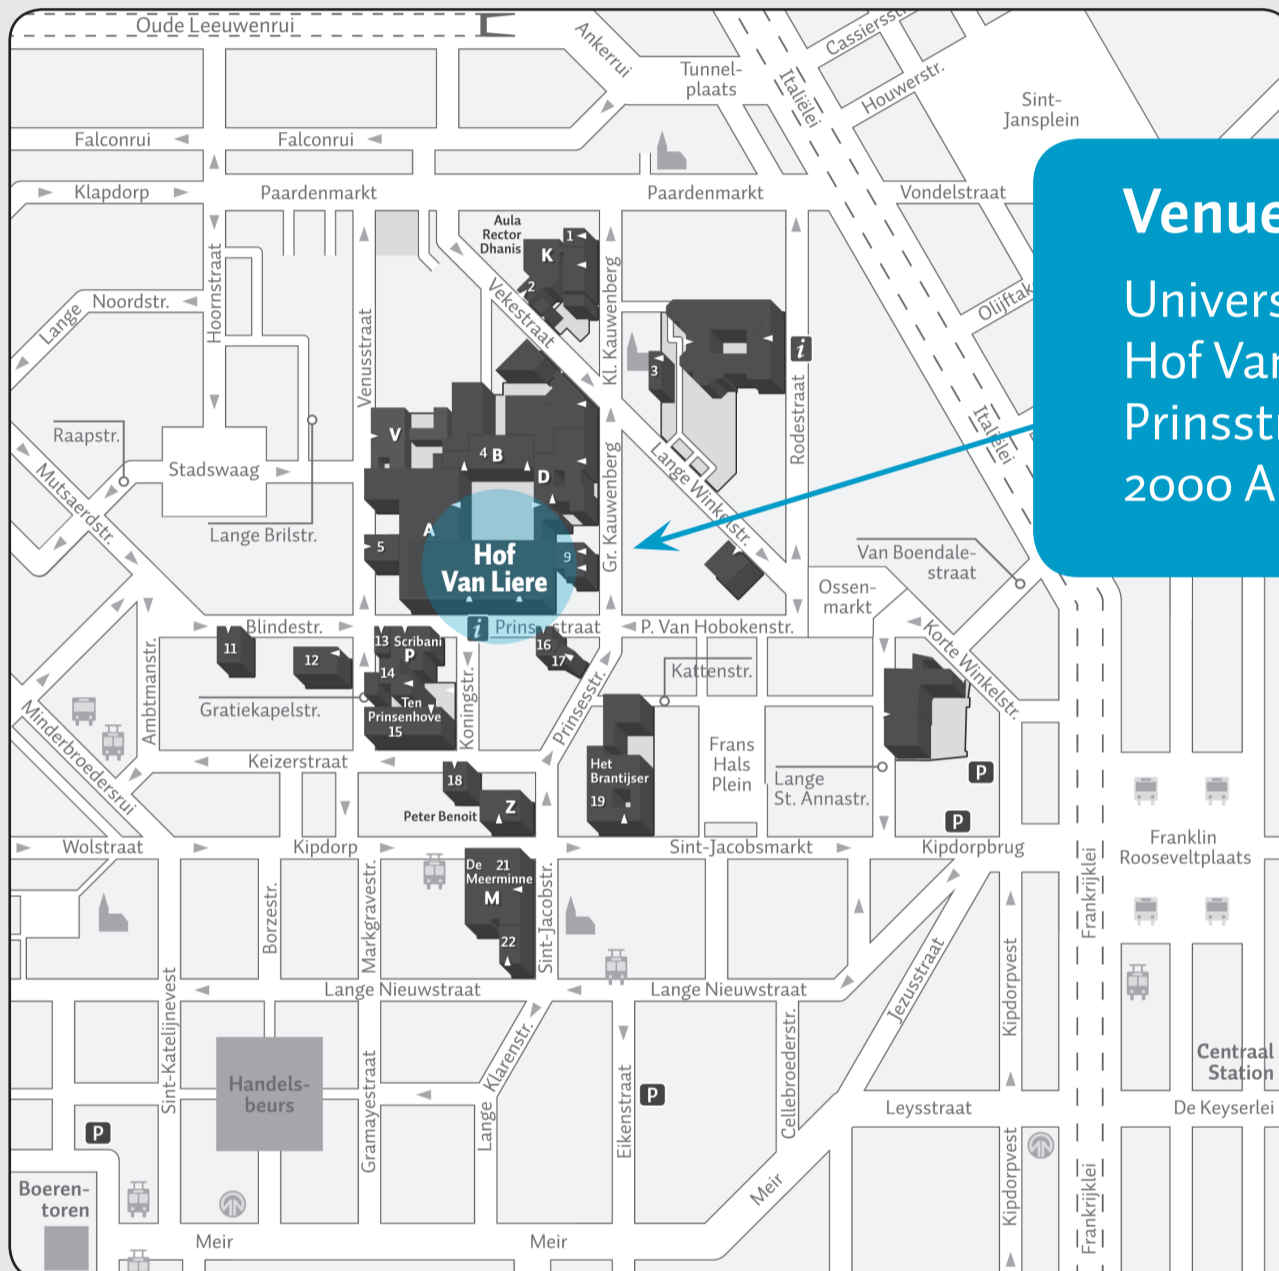 Oude Leeuwenrui
Ankerrui
Tunnel-
plaats
Italiëlei
Houwerstr.
Sint-
Jansplein
Falconrui
Falconrui
Klapdorp
Paardenmarkt
Paardenmarkt
Vondelstraat
Aula
Rector
Dhanis
1
K
2
Venue
Univers
Hof Van
Prinsst
2000 A
Hoornstraat
Lange
Noordstr.
Venusstraat
Vekestraat
Kl. Kauwenberg
3
i
Rodestraat
Italiëlei
Raapstr.
Stadswaag
Mutsaerdstr.
Lange Brilstr.
V
4 B
D
A
5
9
Hof
Van Liere
Gr. Kauwenberg
Lange Winkelstr.
Van Boendale-
straat
Ossen-
markt
Korte Winkelstr.
Blindestr.
i
P. Van Hobokenstr.
11
12
13 Scribani
P
14
Ten
Prinsenhove
15
16
17
Kattenstr.
Gratiekapelstr.
Ambtmanstr.
Koningstr.
Prinsesstr.
Minderbroedersrui
Keizerstraat
Het
Brantijser
19
Frans
Hals
Plein
Lange
St. Annastr.
P
P
18
Z
Peter Benoit
Wolstraat
Kipdorp
Sint-Jacobsmarkt
Kipdorpbrug
Franklin
Rooseveltplaats
De 21
Meerminne
M
22
Borzestr.
Markgravestr.
Sint-Jacobstr.
Frankrijklei
Kipdorpvest
Jezusstraat
Sint-Katelijnevest
Lange Nieuwstraat
Lange Nieuwstraat
Handels-
beurs
Gramayestraat
Lange Klarenstr.
Eikenstraat
P
Cellebroederstr.
Leysstraat
Centraal
Station
De Keyserlei
P
Boeren-
toren
Kipdorpvest
Frankrijklei
Meir
Meir
Meir